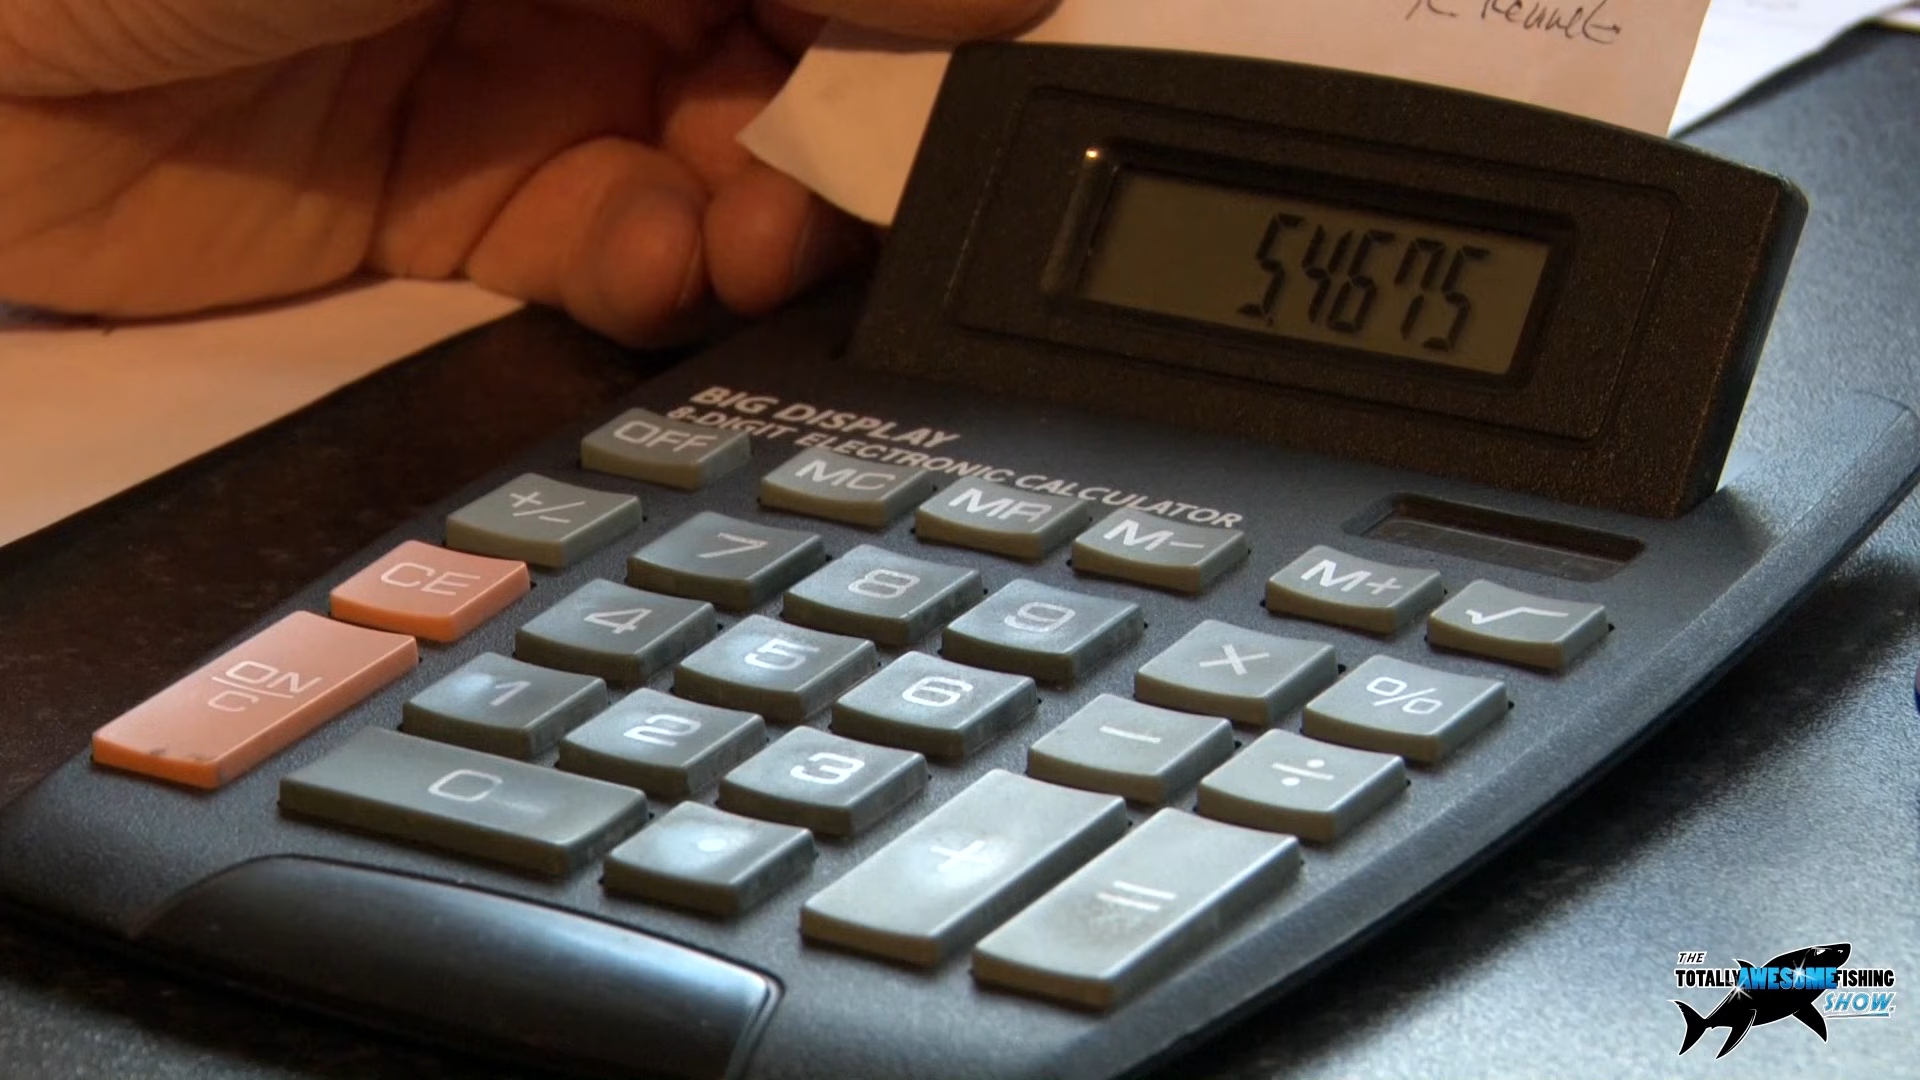 5.4675
BIG DISPLAY
8-DIGIT ELECTRONIC CALCULATOR
OFF
MC
MR
M-
M+
√
+/-
7
8
9
X
%
CE
4
5
6
-
÷
ON
C
1
2
3
+
=
0
.
THE
TOTALLY AWESOME FISHING
SHOW